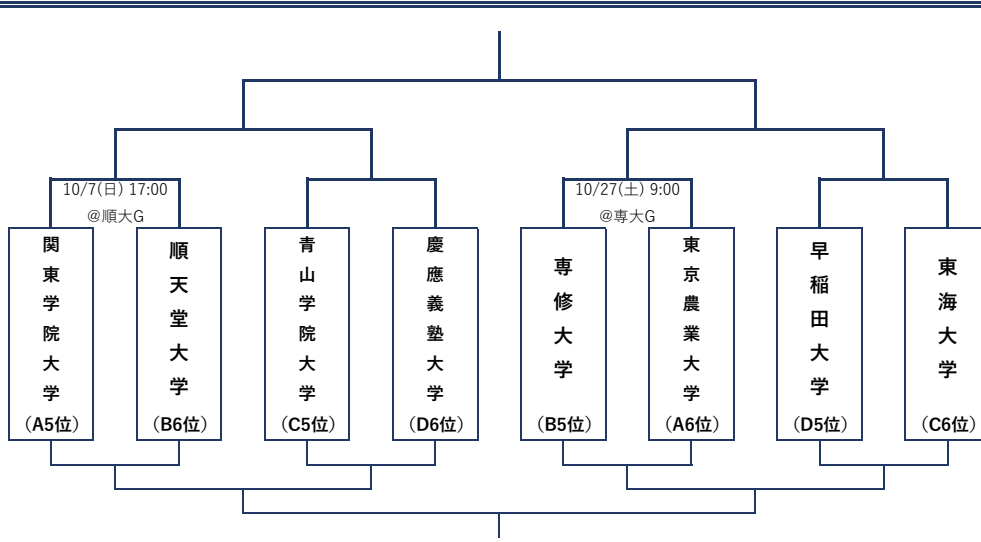 10/7(日) 17:00
@順大G
10/27(土) 9:00
@専大G
関東学院大学
（A5位）
順天堂大学
（B6位）
青山学院大学
（C5位）
慶應義塾大学
（D6位）
専修大学
（B5位）
東京農業大学
（A6位）
早稲田大学
（D5位）
東海大学
（C6位）